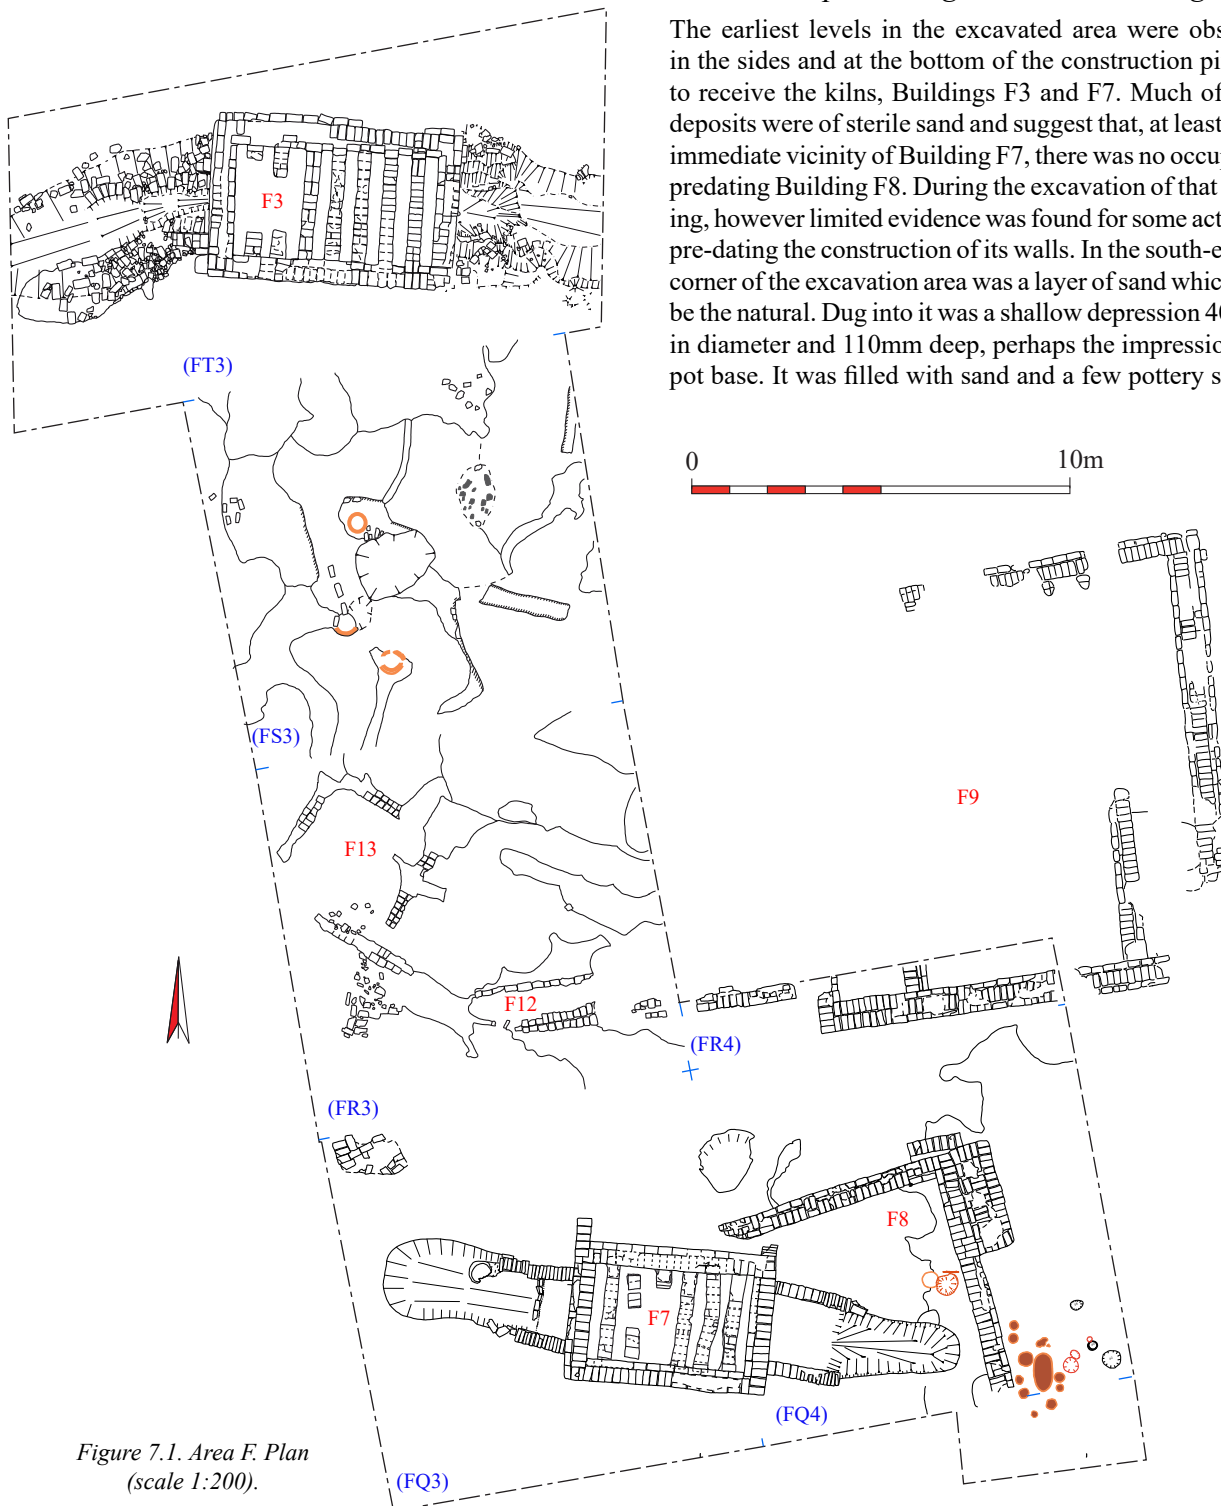 The earliest levels in the excavated area were obs
in the sides and at the bottom of the construction pi
to receive the kilns, Buildings F3 and F7. Much of
deposits were of sterile sand and suggest that, at least
immediate vicinity of Building F7, there was no occu
predating Building F8. During the excavation of that
ing, however limited evidence was found for some act
pre-dating the construction of its walls. In the south-e
corner of the excavation area was a layer of sand which
be the natural. Dug into it was a shallow depression 40
in diameter and 110mm deep, perhaps the impressio
pot base. It was filled with sand and a few pottery s
F3
(FT3)
0 10m
(FS3)
F9
F13
F12
(FR4)
(FR3)
F8
F7
(FQ4)
(FQ3)
Figure 7.1. Area F. Plan
(scale 1:200).